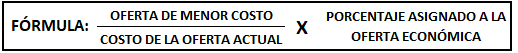 FÓRMULA: OFERTA DE MENOR COSTO
COSTO DE LA OFERTA ACTUAL
X PORCENTAJE ASIGNADO A LA
OFERTA ECONÓMICA